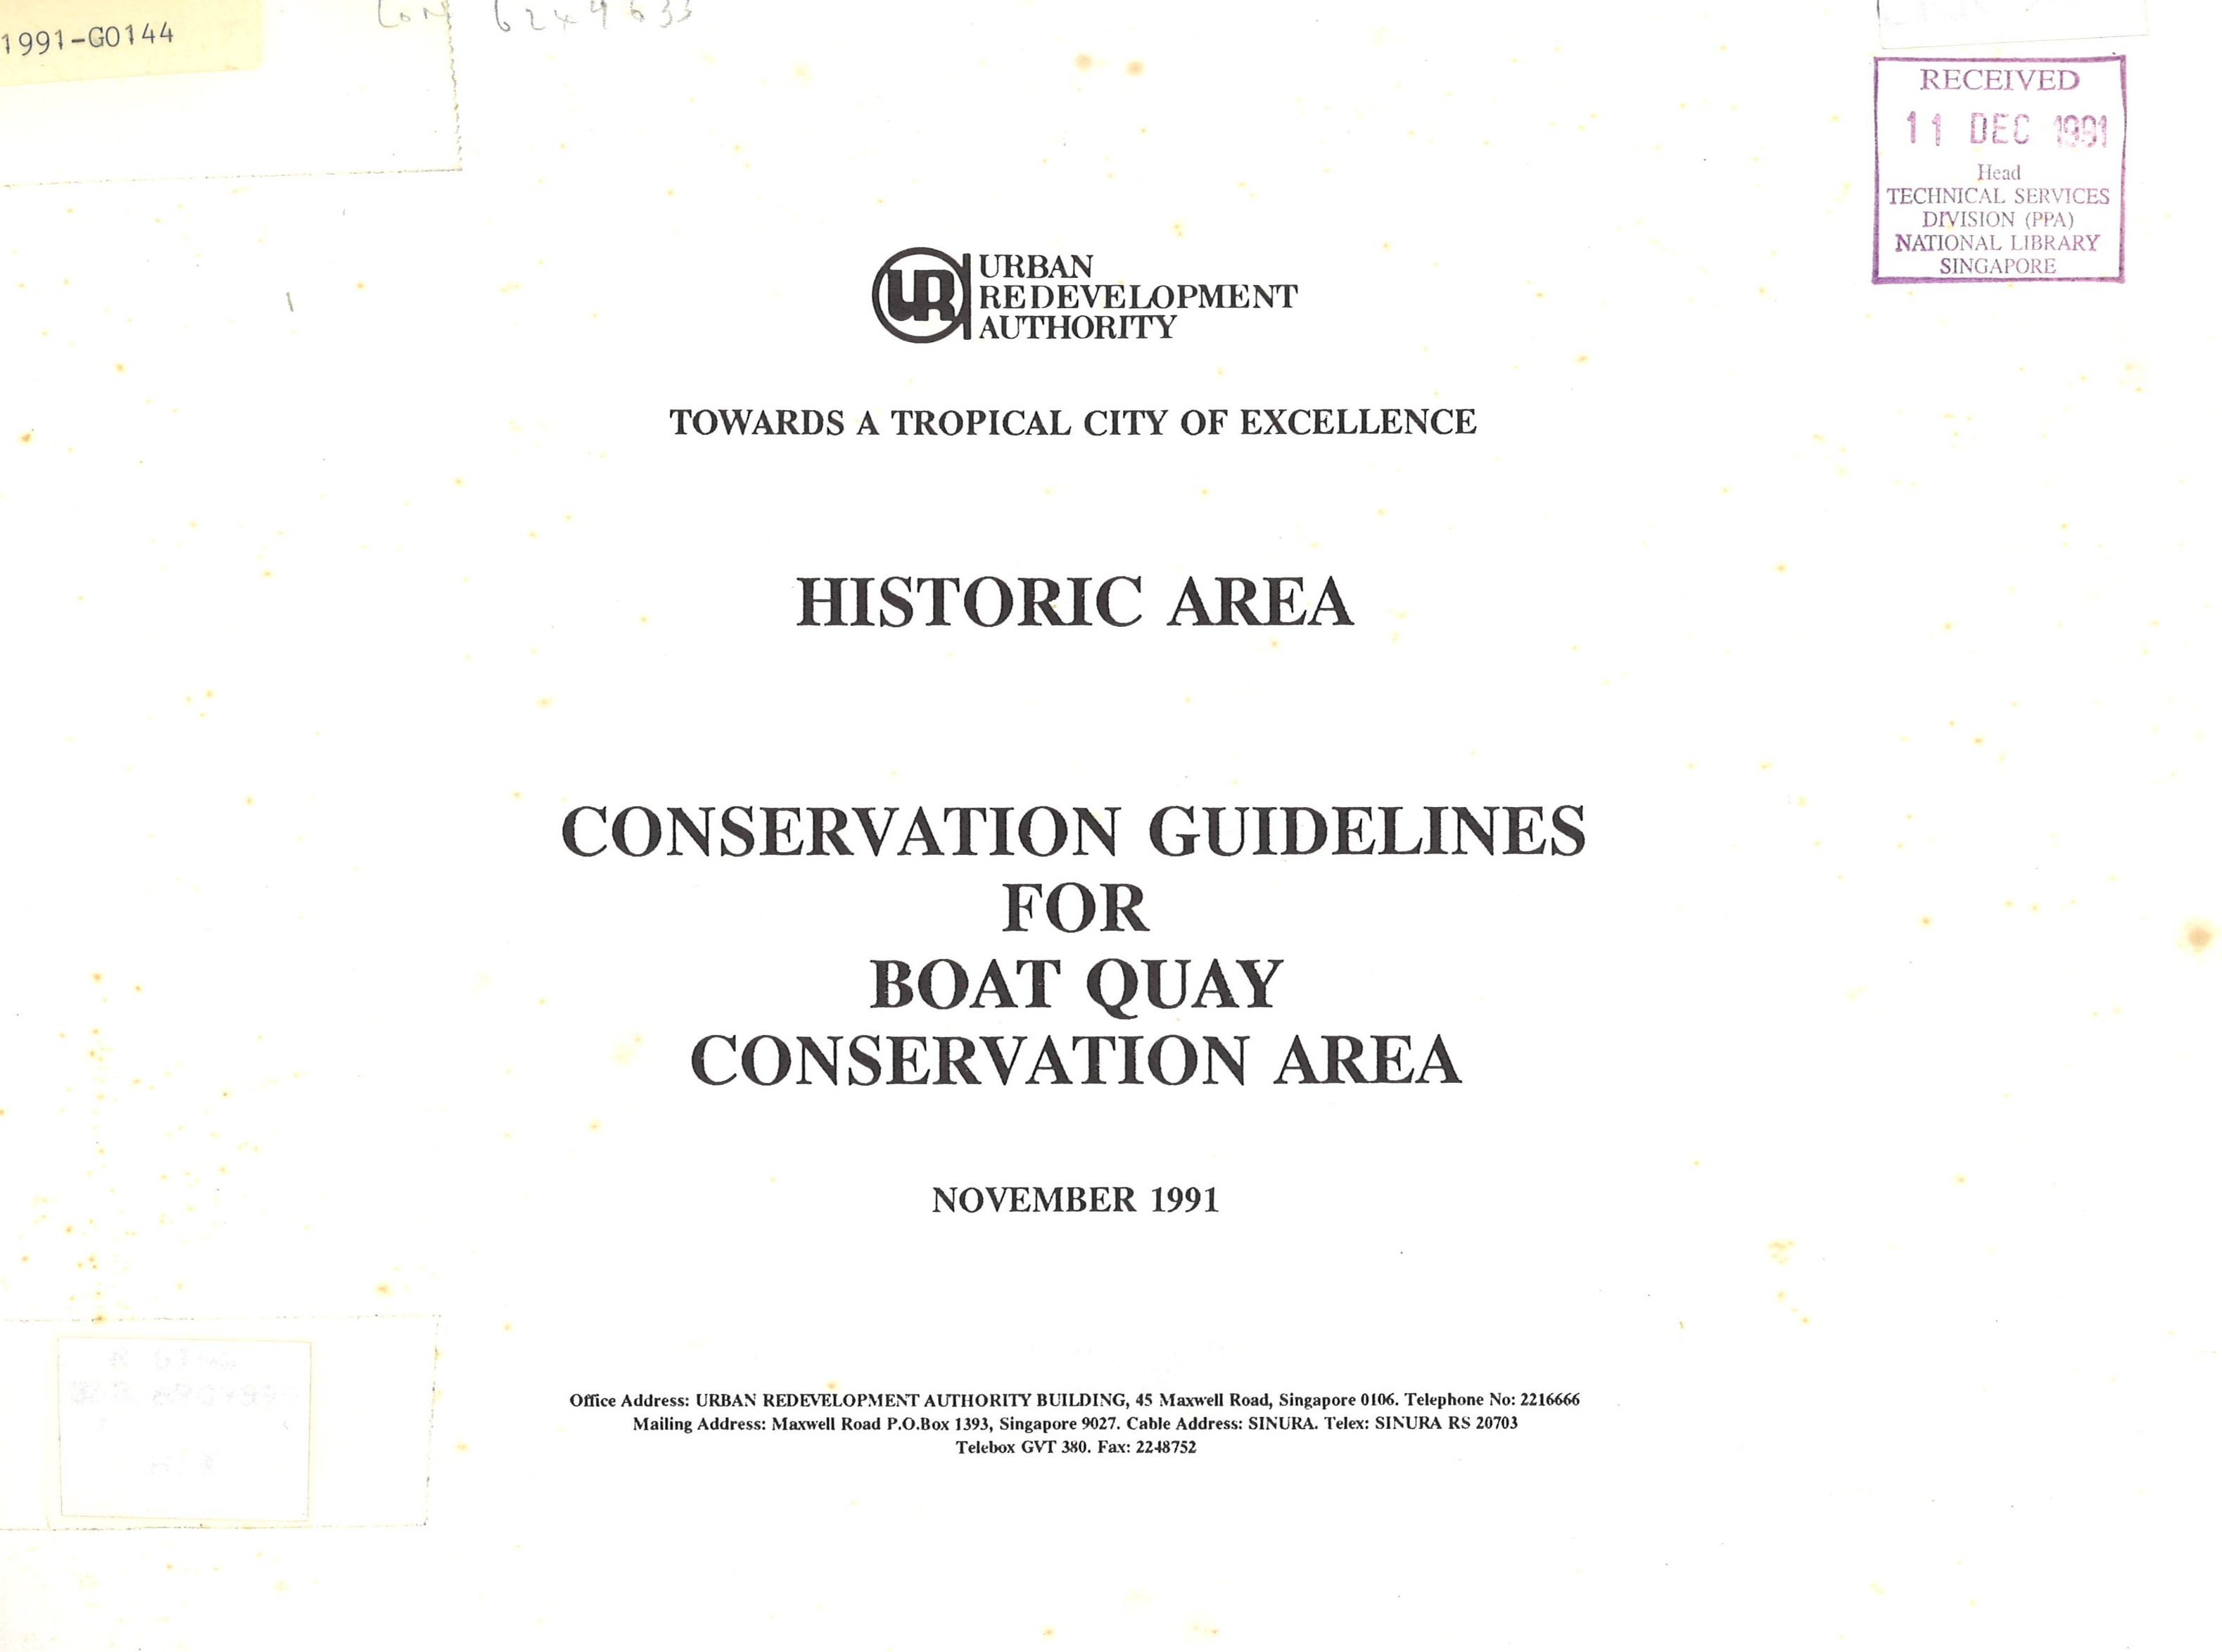 1991-G0144
RECEIVED
11 DEC 1991
Head
TECHNICAL SERVICES
DIVISION (PPA)
NATIONAL LIBRARY
SINGAPORE
UR
URBAN
REDEVELOPMENT
AUTHORITY
TOWARDS A TROPICAL CITY OF EXCELLENCE
HISTORIC AREA
CONSERVATION GUIDELINES
FOR
BOAT QUAY
CONSERVATION AREA
NOVEMBER 1991
Office Address: URBAN REDEVELOPMENT AUTHORITY BUILDING, 45 Maxwell Road, Singapore 0106. Telephone No: 2216666
Mailing Address: Maxwell Road P.O.Box 1393, Singapore 9027. Cable Address: SINURA. Telex: SINURA RS 20703
Telebox GVT 380. Fax: 2248752